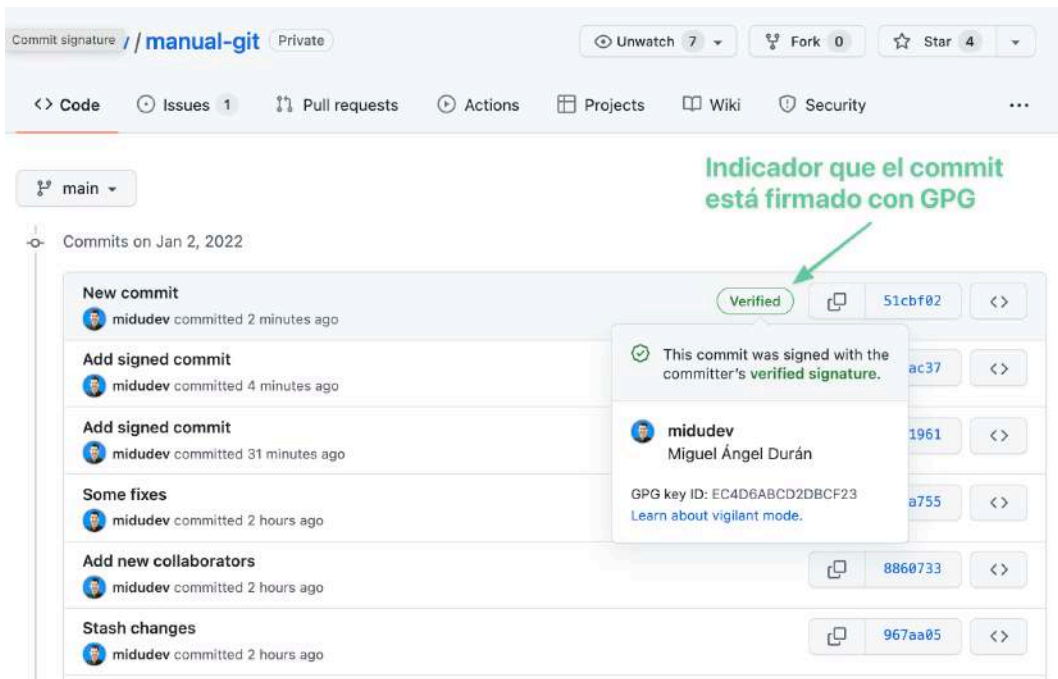 Commit signature / manual-git Private Unwatch 7 Fork 0 Star 4
<> Code Issues 1 Pull requests Actions Projects Wiki Security ...
Indicador que el commit
está firmado con GPG
main
Commits on Jan 2, 2022
New commit
midudev committed 2 minutes ago
Verified 51cbf02 <>
This commit was signed with the
committer's verified signature.
midudev
Miguel Ángel Durán
GPG key ID: EC4D6ABCD2DBCF23
Learn about vigilant mode.
Add signed commit
midudev committed 4 minutes ago
ac37 <>
Add signed commit
midudev committed 31 minutes ago
1961 <>
Some fixes
midudev committed 2 hours ago
a755 <>
Add new collaborators
midudev committed 2 hours ago
8860733 <>
Stash changes
midudev committed 2 hours ago
967aa05 <>